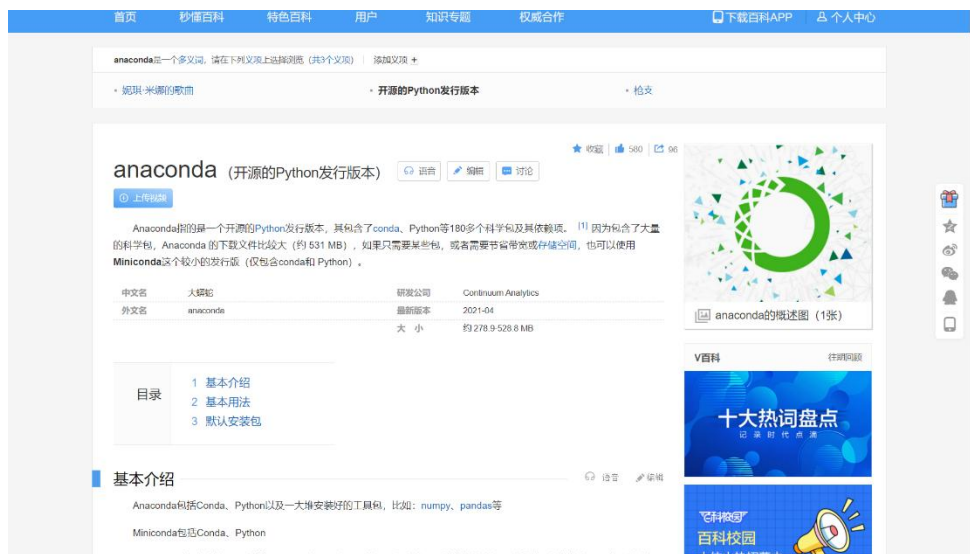 首页 秒懂百科 特色百科 用户 知识专题 权威合作 下载百科APP 个人中心
anaconda是一个多义词，请在下列义项上选择浏览（共3个义项） 添加义项 +
· 妮琪·米娜的歌曲 · 开源的Python发行版本 · 枪支
收藏 580 96
anaconda（开源的Python发行版本） 语音 编辑 讨论
上传视频
Anaconda指的是一个开源的Python发行版本，其包含了conda、Python等180多个科学包及其依赖项。 [1] 因为包含了大量
的科学包，Anaconda 的下载文件比较大（约 531 MB），如果只需要某些包，或者需要节省带宽或存储空间，也可以使用
Miniconda这个较小的发行版（仅包含conda和 Python）。
中文名 大蟒蛇 研发公司 Continuum Analytics
外文名 anaconda 最新版本 2021-04
大 小 约 278.9-528.8 MB
anaconda的概述图（1张）
目录
1 基本介绍
2 基本用法
3 默认安装包
V百科 往期回顾
十大热词盘点
记录时代点滴
基本介绍 语音 编辑
Anaconda包括Conda、Python以及一大堆安装好的工具包，比如：numpy、pandas等
Miniconda包括Conda、Python
百科校园